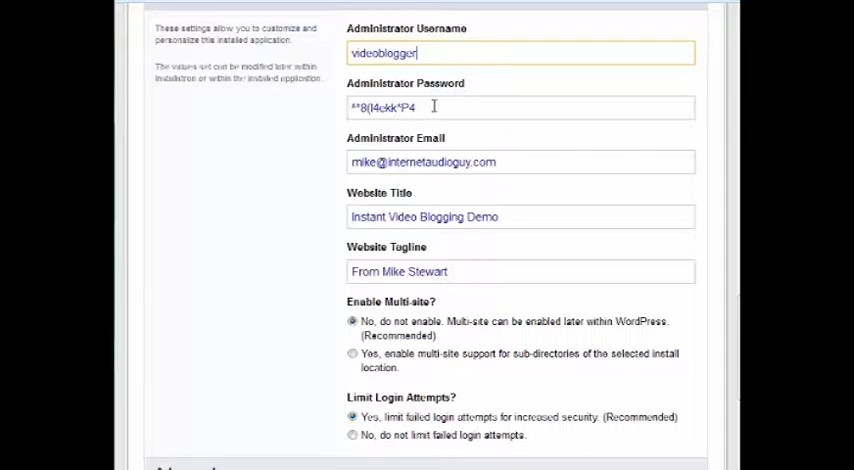 These settings allow you to customize and
personalize this installed application.
The values set can be modified later within
Installatron or within the installed application.
Administrator Username
videoblogger
Administrator Password
Administrator Email
mike@internetaudioguy.com
Website Title
Instant Video Blogging Demo
Website Tagline
From Mike Stewart
Enable Multi-site?
No, do not enable. Multi-site can be enabled later within WordPress.
(Recommended)
Yes, enable multi-site support for sub-directories of the selected install
location.
Limit Login Attempts?
Yes, limit failed login attempts for increased security. (Recommended)
No, do not limit failed login attempts.